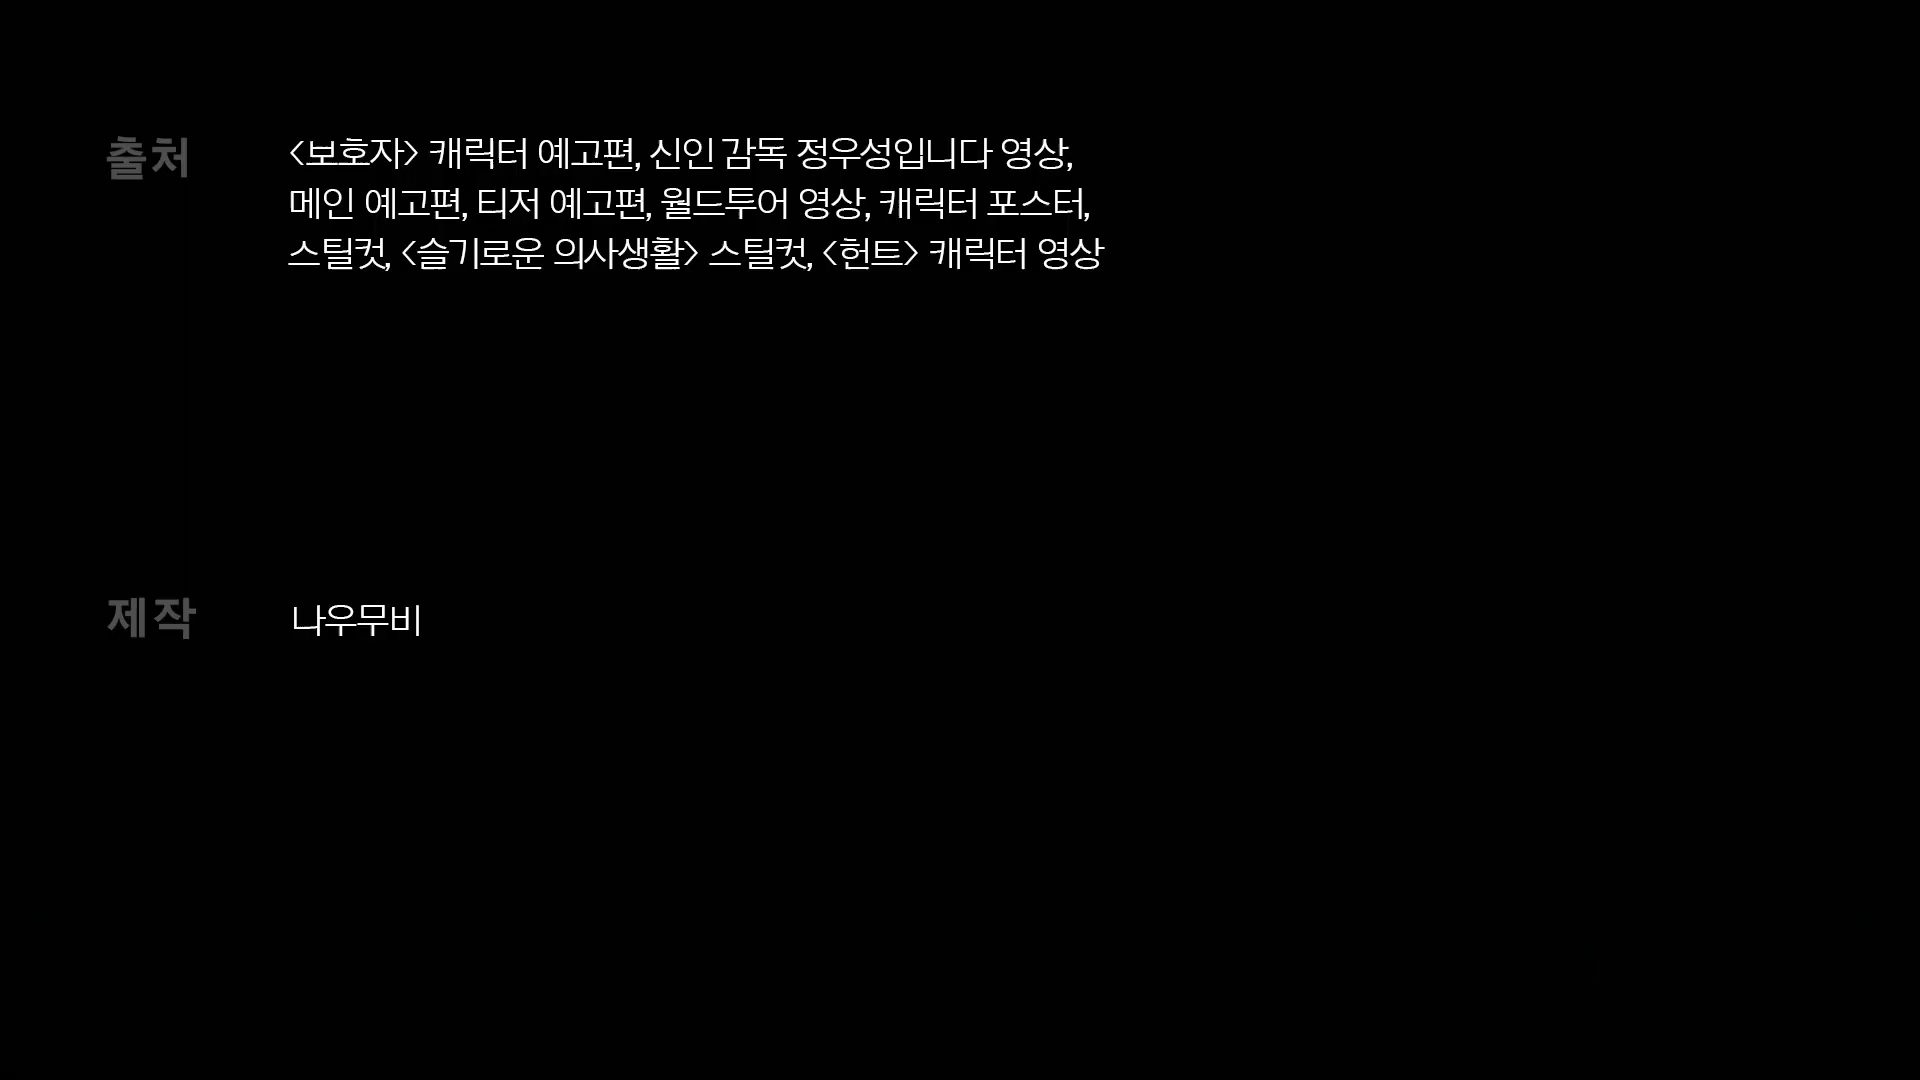 출처
<보호자> 캐릭터 예고편, 신인 감독 정우성입니다 영상,
메인 예고편, 티저 예고편, 월드투어 영상, 캐릭터 포스터,
스틸컷, <슬기로운 의사생활> 스틸컷, <헌트> 캐릭터 영상
제작
나우무비